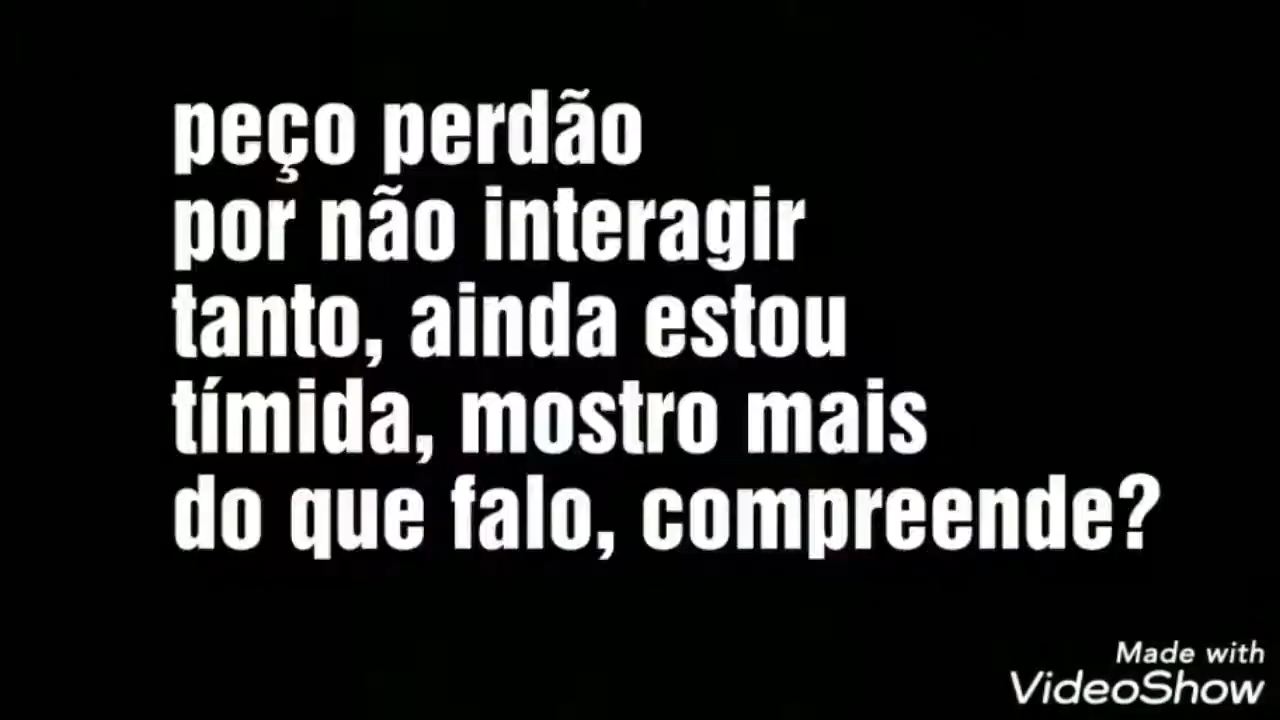 peço perdão
por não interagir
tanto, ainda estou
tímida, mostro mais
do que falo, compreende?
Made with
VideoShow